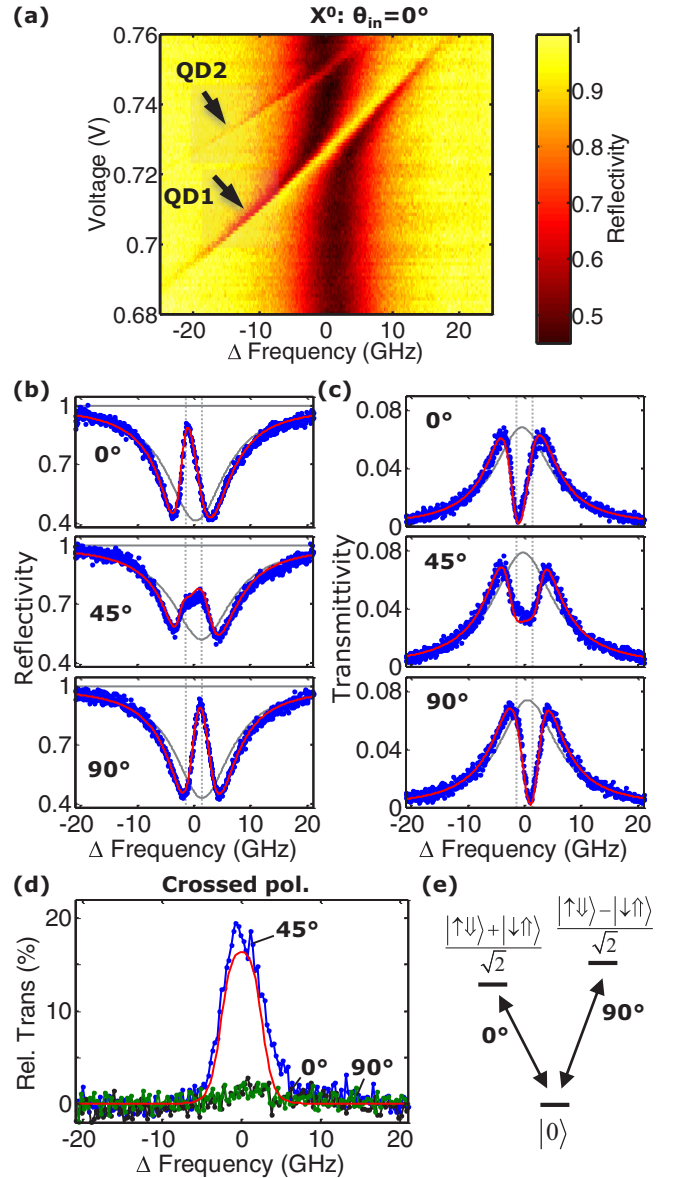 (a) X⁰: θin=0°
0.76
0.74
0.72
0.7
0.68
Voltage (V)
QD2
QD1
-20 -10 0 10 20
Δ Frequency (GHz)
1
0.9
0.8
0.7
0.6
0.5
Reflectivity
(b)
1
0.7
0.4
0°
1
0.7
0.4
45°
1
0.7
0.4
90°
Reflectivity
-20 -10 0 10 20
Δ Frequency (GHz)
(c)
0.08
0.04
0
0°
0.08
0.04
0
45°
0.08
0.04
0
90°
Transmittivity
-20 -10 0 10 20
Δ Frequency (GHz)
(d) Crossed pol.
20
15
10
5
0
Rel. Trans (%)
45°
0° 90°
-20 -10 0 10 20
Δ Frequency (GHz)
(e)
|↑⇓⟩+|↓⇑⟩
√2
|↑⇓⟩−|↓⇑⟩
√2
0°
90°
|0⟩